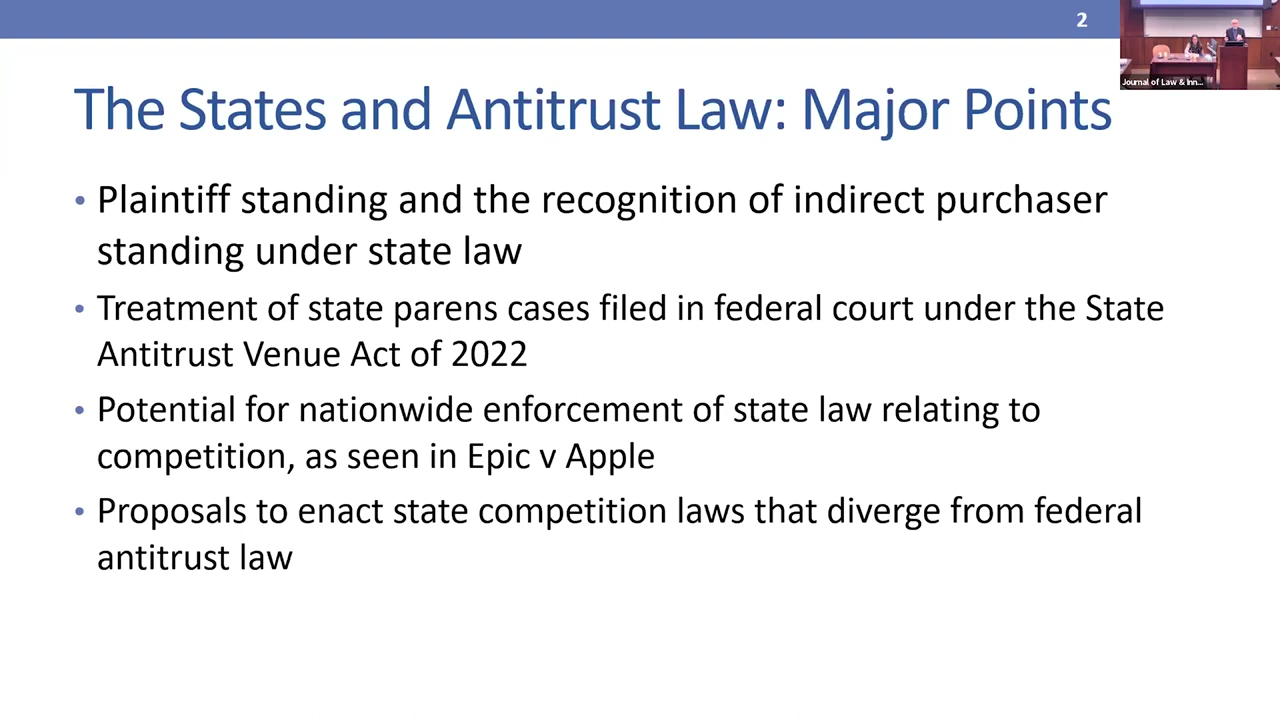 2
Journal of Law & Inn...
The States and Antitrust Law: Major Points
• Plaintiff standing and the recognition of indirect purchaser
standing under state law
• Treatment of state parens cases filed in federal court under the State
Antitrust Venue Act of 2022
• Potential for nationwide enforcement of state law relating to
competition, as seen in Epic v Apple
• Proposals to enact state competition laws that diverge from federal
antitrust law